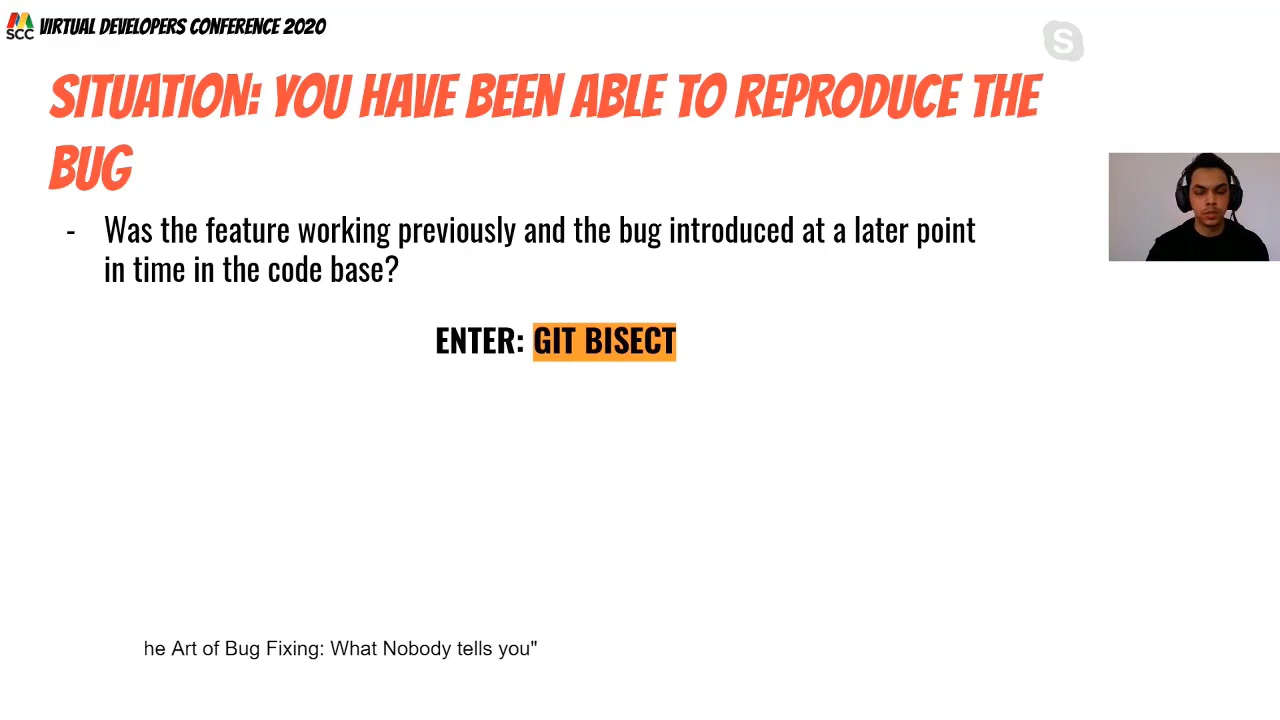 SCC VIRTUAL DEVELOPERS CONFERENCE 2020
S
SITUATION: YOU HAVE BEEN ABLE TO REPRODUCE THE
BUG
- Was the feature working previously and the bug introduced at a later point
in time in the code base?
ENTER: GIT BISECT
he Art of Bug Fixing: What Nobody tells you"